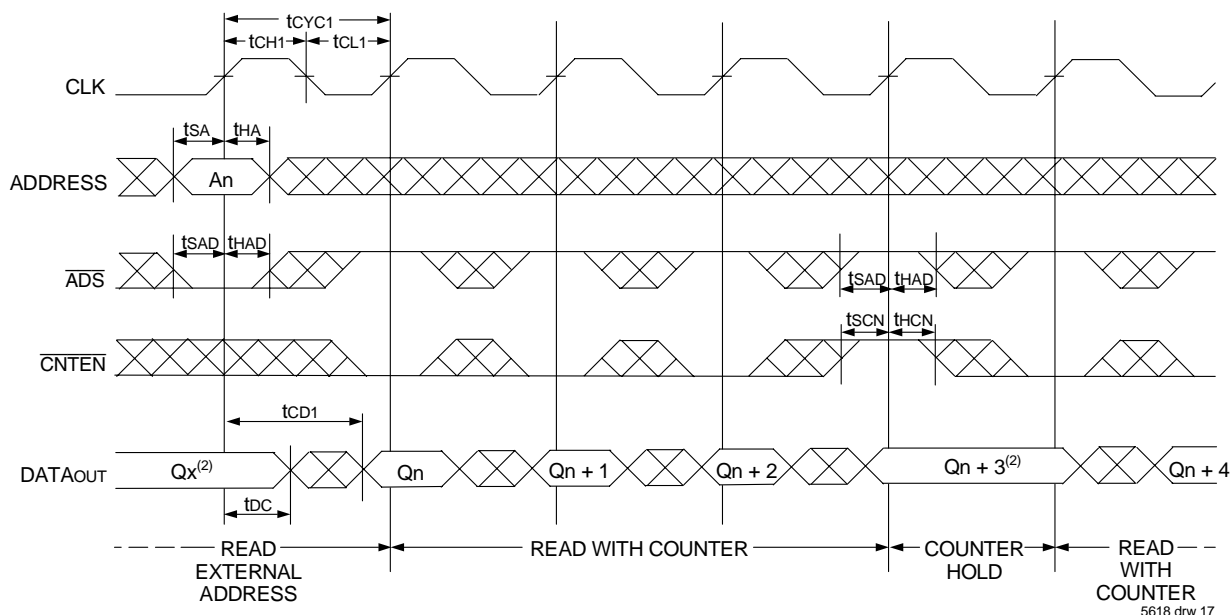 tCYC1
tCH1 tCL1
CLK
tSA tHA
ADDRESS An
tSAD tHAD
ADS
tSAD tHAD
tSCN tHCN
CNTEN
tCD1
DATAOUT Qx(2) Qn Qn + 1 Qn + 2 Qn + 3(2) Qn + 4
tDC
READ EXTERNAL ADDRESS
READ WITH COUNTER
COUNTER HOLD
READ WITH COUNTER
5618 drw 17